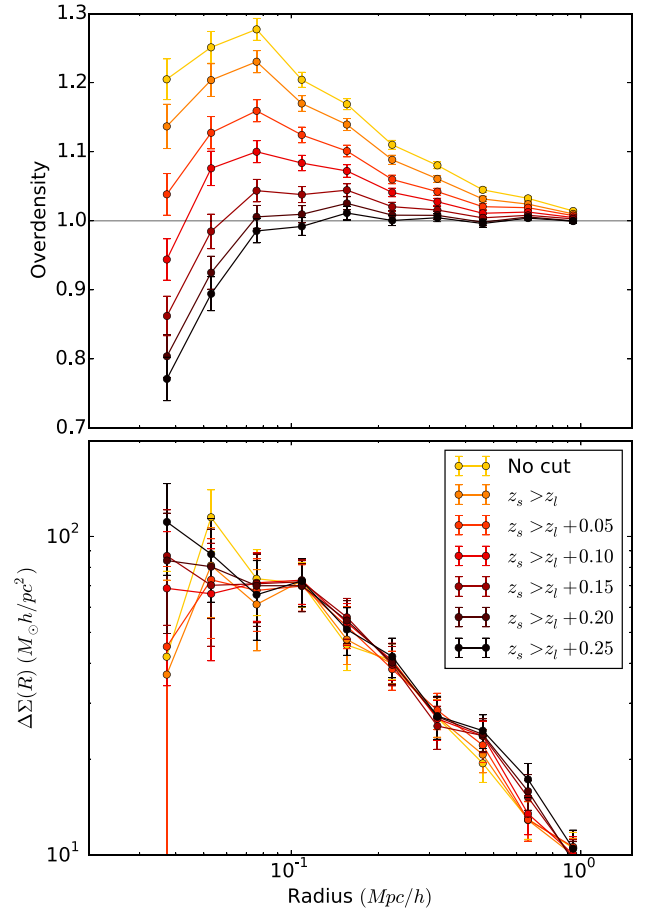 1.3
1.2
1.1
1.0
0.9
0.8
0.7
Overdensity
No cut
z_s > z_l
z_s > z_l + 0.05
z_s > z_l + 0.10
z_s > z_l + 0.15
z_s > z_l + 0.20
z_s > z_l + 0.25
10²
10¹
ΔΣ(R) (M_⊙h/pc²)
10⁻¹
10⁰
Radius (Mpc/h)